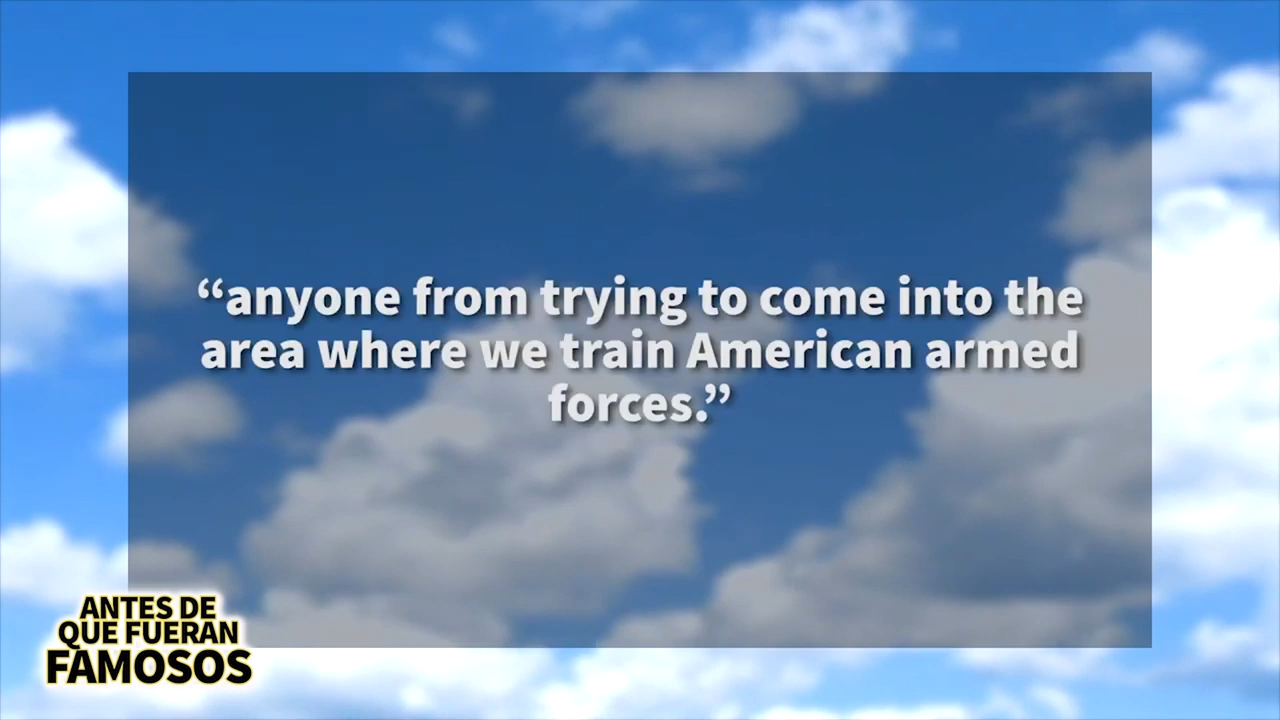 “anyone from trying to come into the
area where we train American armed
forces.”
ANTES DE
QUE FUERAN
FAMOSOS